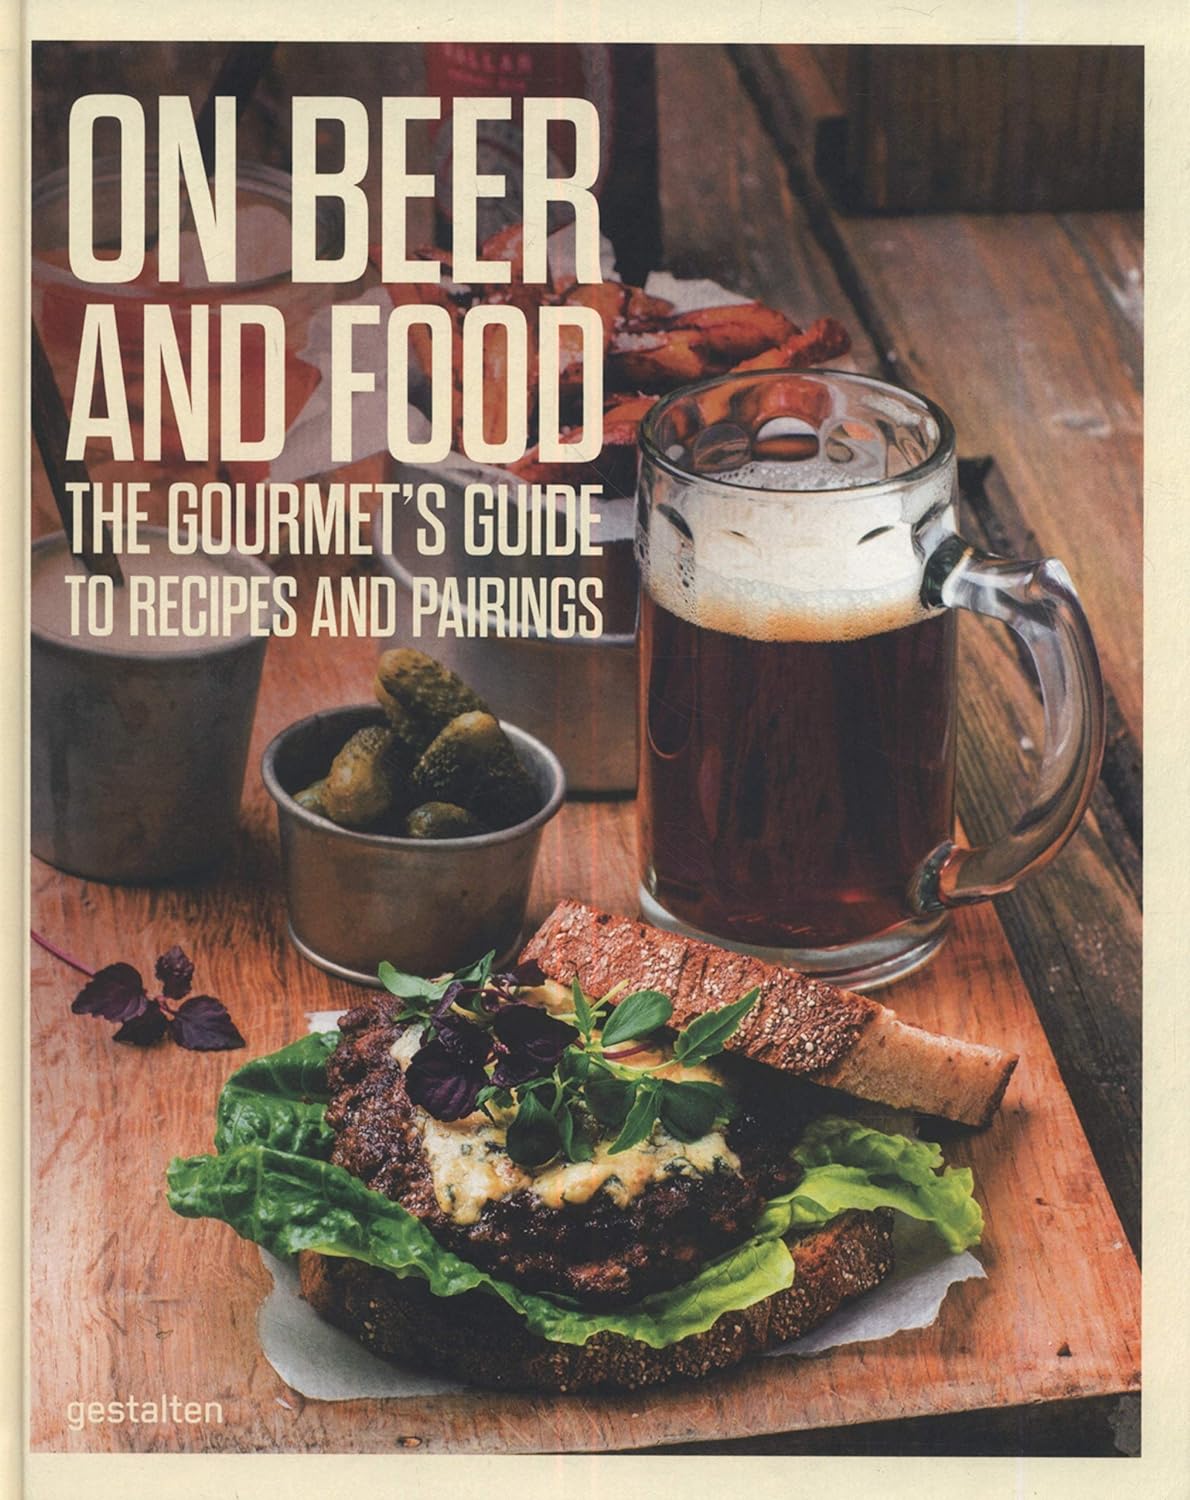 ON BEER
AND FOOD
THE GOURMET'S GUIDE
TO RECIPES AND PAIRINGS
gestalten